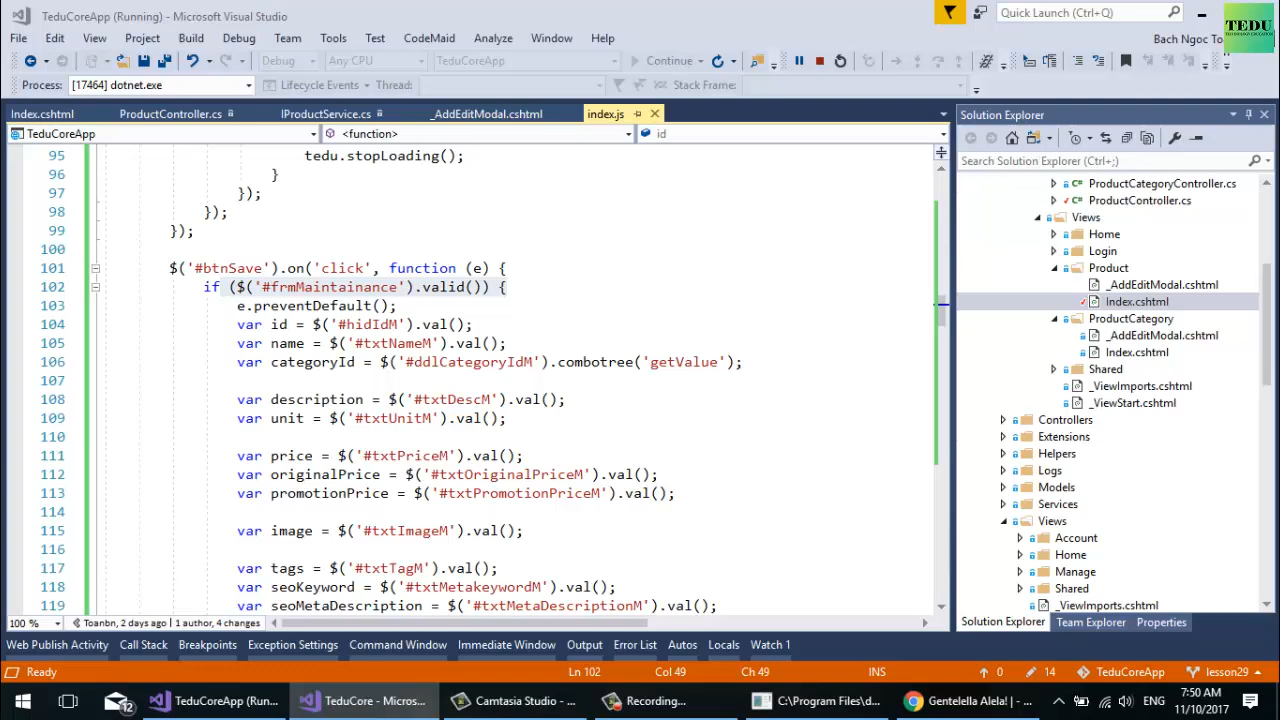 TeduCoreApp (Running) - Microsoft Visual Studio
Quick Launch (Ctrl+Q)
TEDU
File Edit View Project Build Debug Team Tools Test CodeMaid Analyze Window Help
Bach Ngoc To
Debug Any CPU TeduCoreApp Continue
Process: [17464] dotnet.exe Lifecycle Events Thread: Stack Frame:
Index.cshtml ProductController.cs IProductService.cs _AddEditModal.cshtml index.js
TeduCoreApp <function> id
95 tedu.stopLoading();
96 }
97 });
98 });
99 });
100
101 $('#btnSave').on('click', function (e) {
102 if ($('#frmMaintainance').valid()) {
103 e.preventDefault();
104 var id = $('#hidIdM').val();
105 var name = $('#txtNameM').val();
106 var categoryId = $('#ddlCategoryIdM').combotree('getValue');
107
108 var description = $('#txtDescM').val();
109 var unit = $('#txtUnitM').val();
110
111 var price = $('#txtPriceM').val();
112 var originalPrice = $('#txtOriginalPriceM').val();
113 var promotionPrice = $('#txtPromotionPriceM').val();
114
115 var image = $('#txtImageM').val();
116
117 var tags = $('#txtTagM').val();
118 var seoKeyword = $('#txtMetakeywordM').val();
119 var seoMetaDescription = $('#txtMetaDescriptionM').val();
100 % Toanbn, 2 days ago | 1 author, 4 changes
Solution Explorer
Search Solution Explorer (Ctrl+;)
C# ProductCategoryController.cs
C# ProductController.cs
Views
Home
Login
Product
_AddEditModal.cshtml
Index.cshtml
ProductCategory
_AddEditModal.cshtml
Index.cshtml
Shared
_ViewImports.cshtml
_ViewStart.cshtml
Controllers
Extensions
Helpers
Logs
Models
Services
Views
Account
Home
Manage
Shared
_ViewImports.cshtml
Solution Explorer Team Explorer Properties
Web Publish Activity Call Stack Breakpoints Exception Settings Command Window Immediate Window Output Error List Autos Locals Watch 1
Ready Ln 102 Col 49 Ch 49 INS 0 14 TeduCoreApp lesson29
12 TeduCoreApp (Run... TeduCore - Micros... Camtasia Studio - ... Recording... C:\Program Files\d... Gentelella Alela! | - ... ENG
7:50 AM
11/10/2017